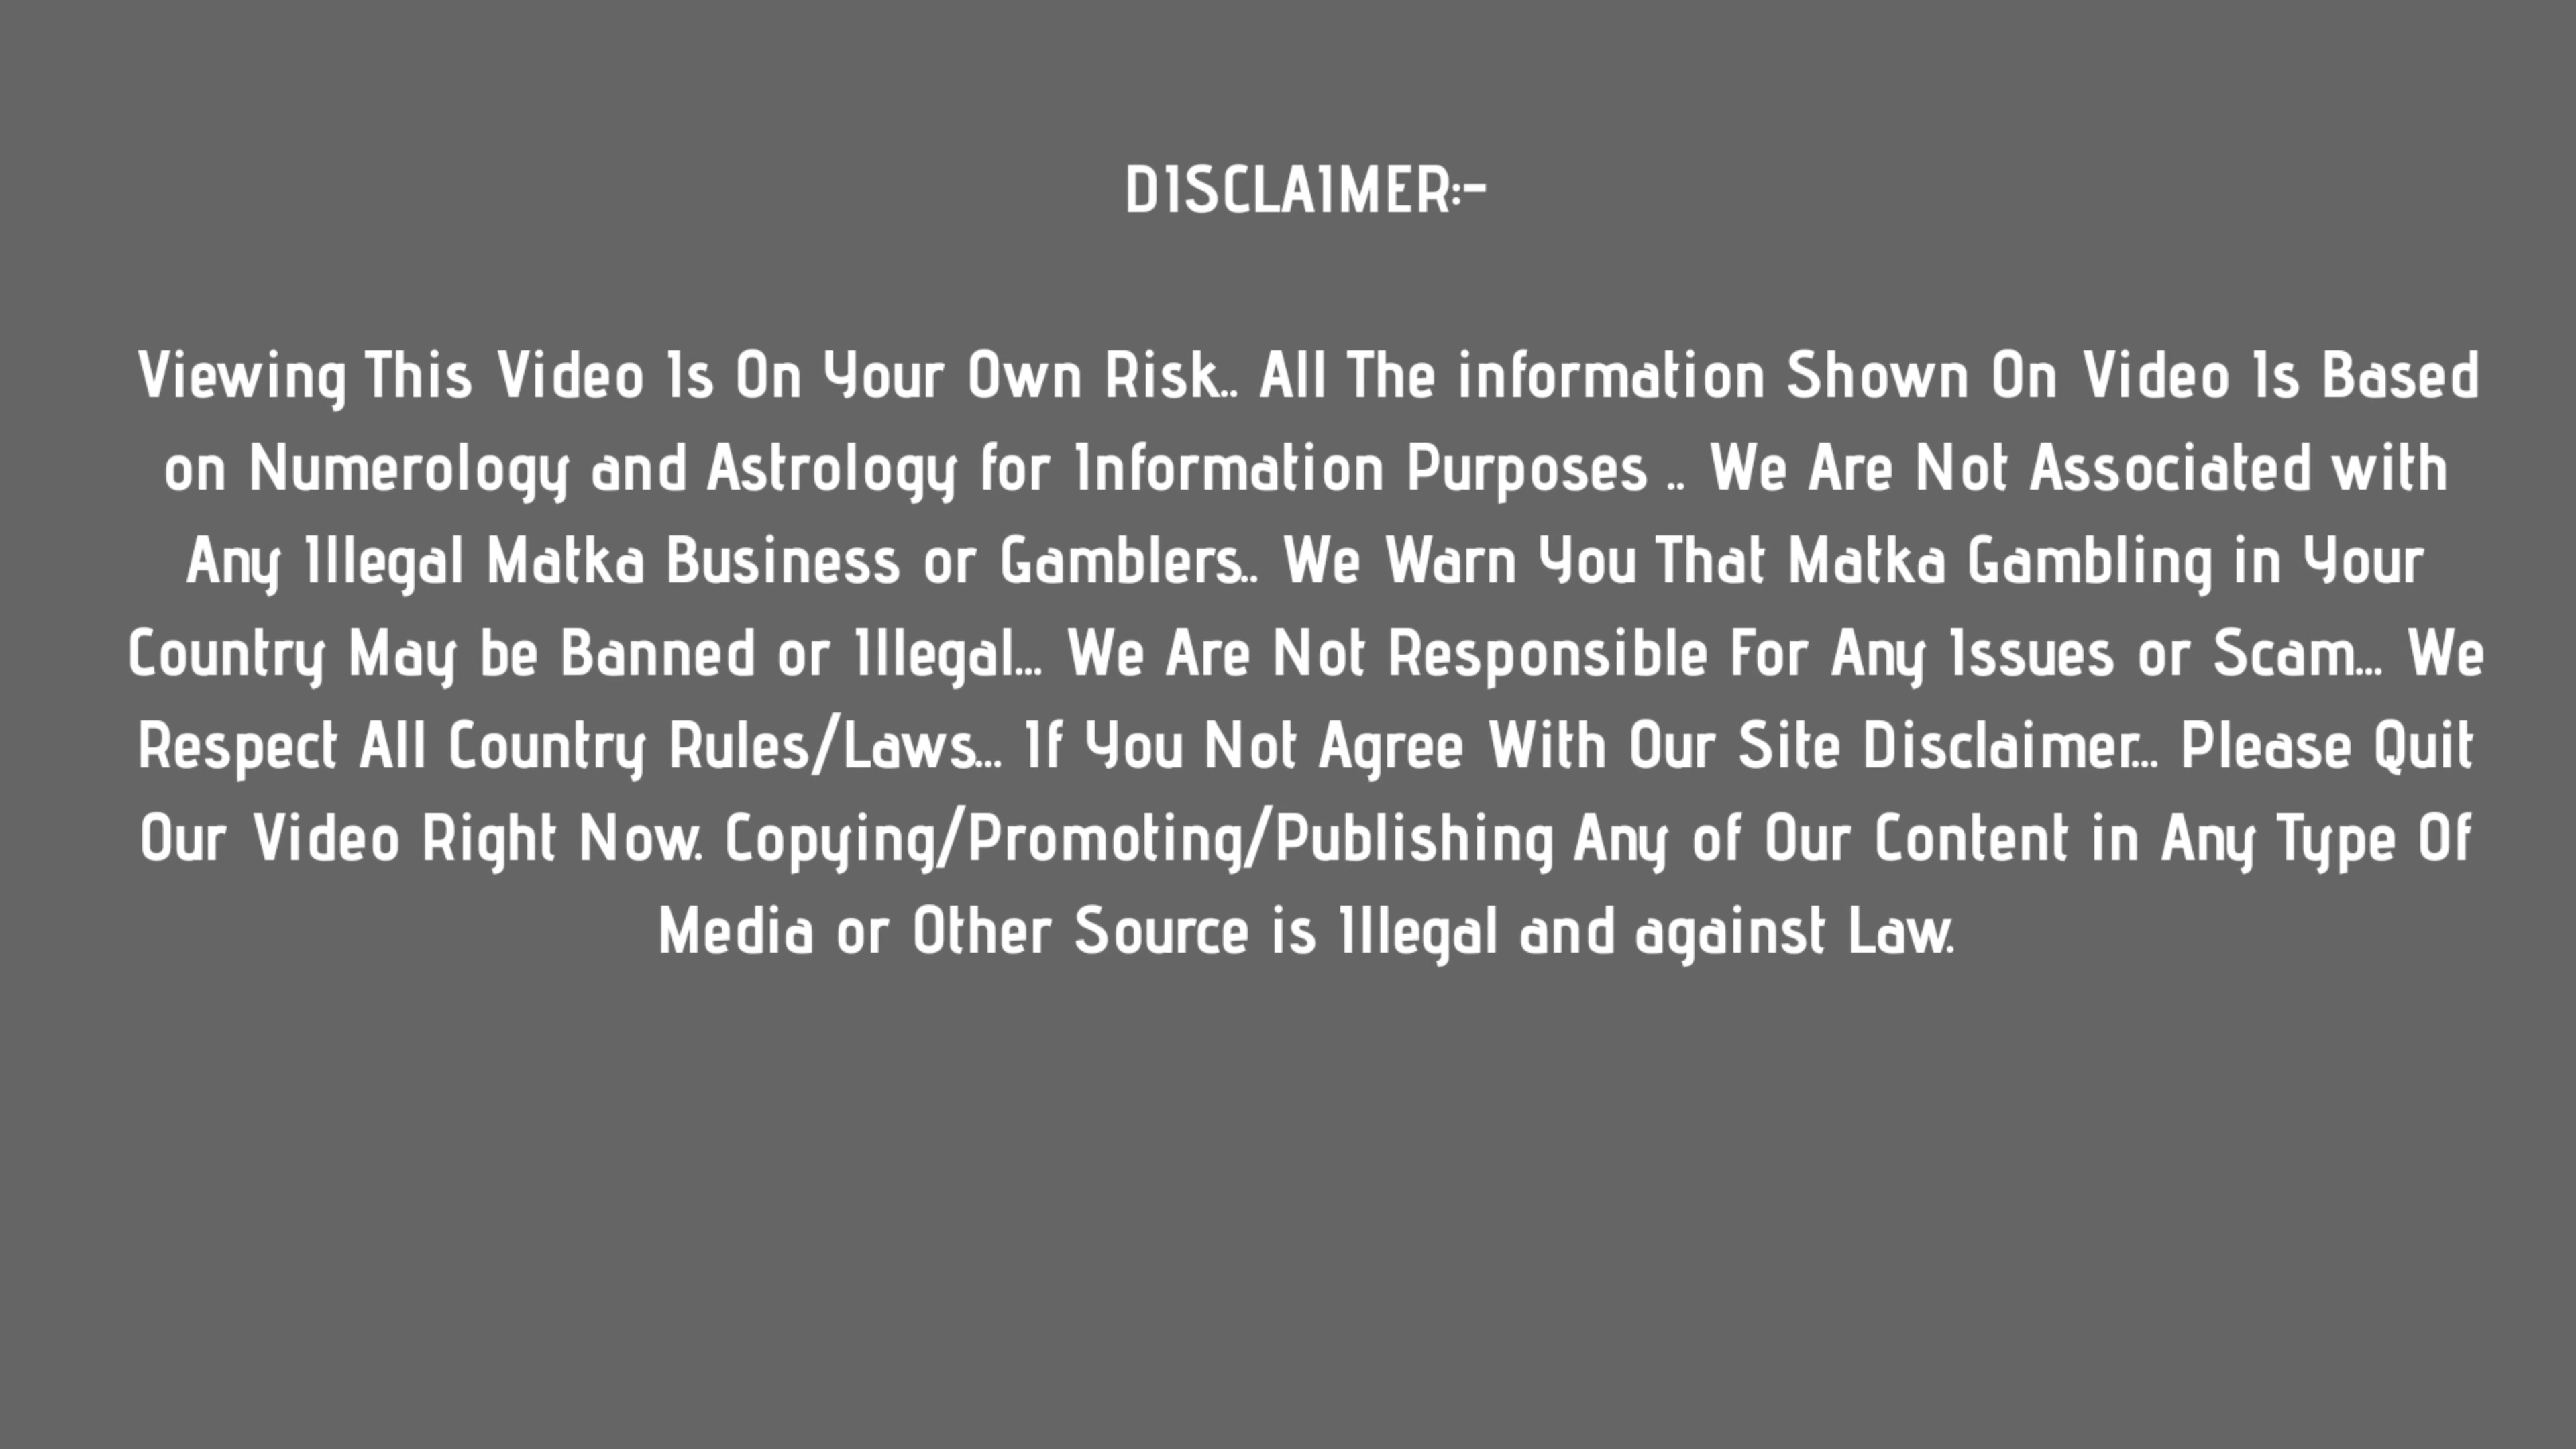 DISCLAIMER:-
Viewing This Video Is On Your Own Risk.. All The information Shown On Video Is Based
on Numerology and Astrology for Information Purposes .. We Are Not Associated with
Any Illegal Matka Business or Gamblers.. We Warn You That Matka Gambling in Your
Country May be Banned or Illegal... We Are Not Responsible For Any Issues or Scam... We
Respect All Country Rules/Laws... If You Not Agree With Our Site Disclaimer... Please Quit
Our Video Right Now. Copying/Promoting/Publishing Any of Our Content in Any Type Of
Media or Other Source is Illegal and against Law.